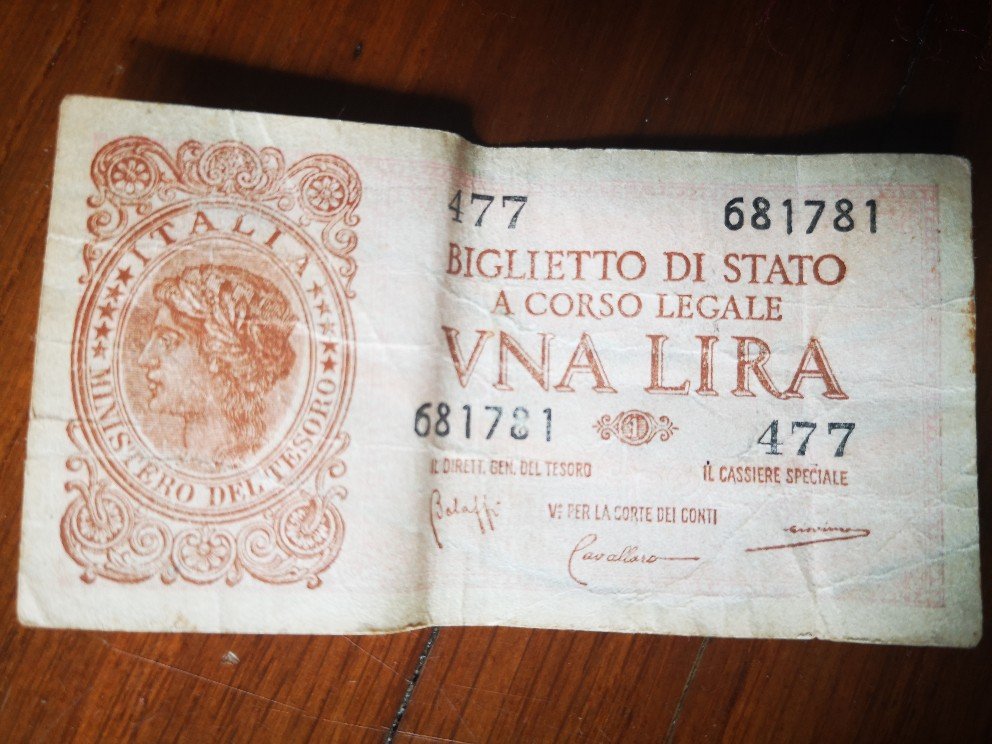 ITALIA
MINISTERO DEL TESORO
477 681781
BIGLIETTO DI STATO
A CORSO LEGALE
VNA LIRA
681781 1 477
IL DIRETT. GEN. DEL TESORO IL CASSIERE SPECIALE
Bolaffi Vº PER LA CORTE DEI CONTI
Cavallaro